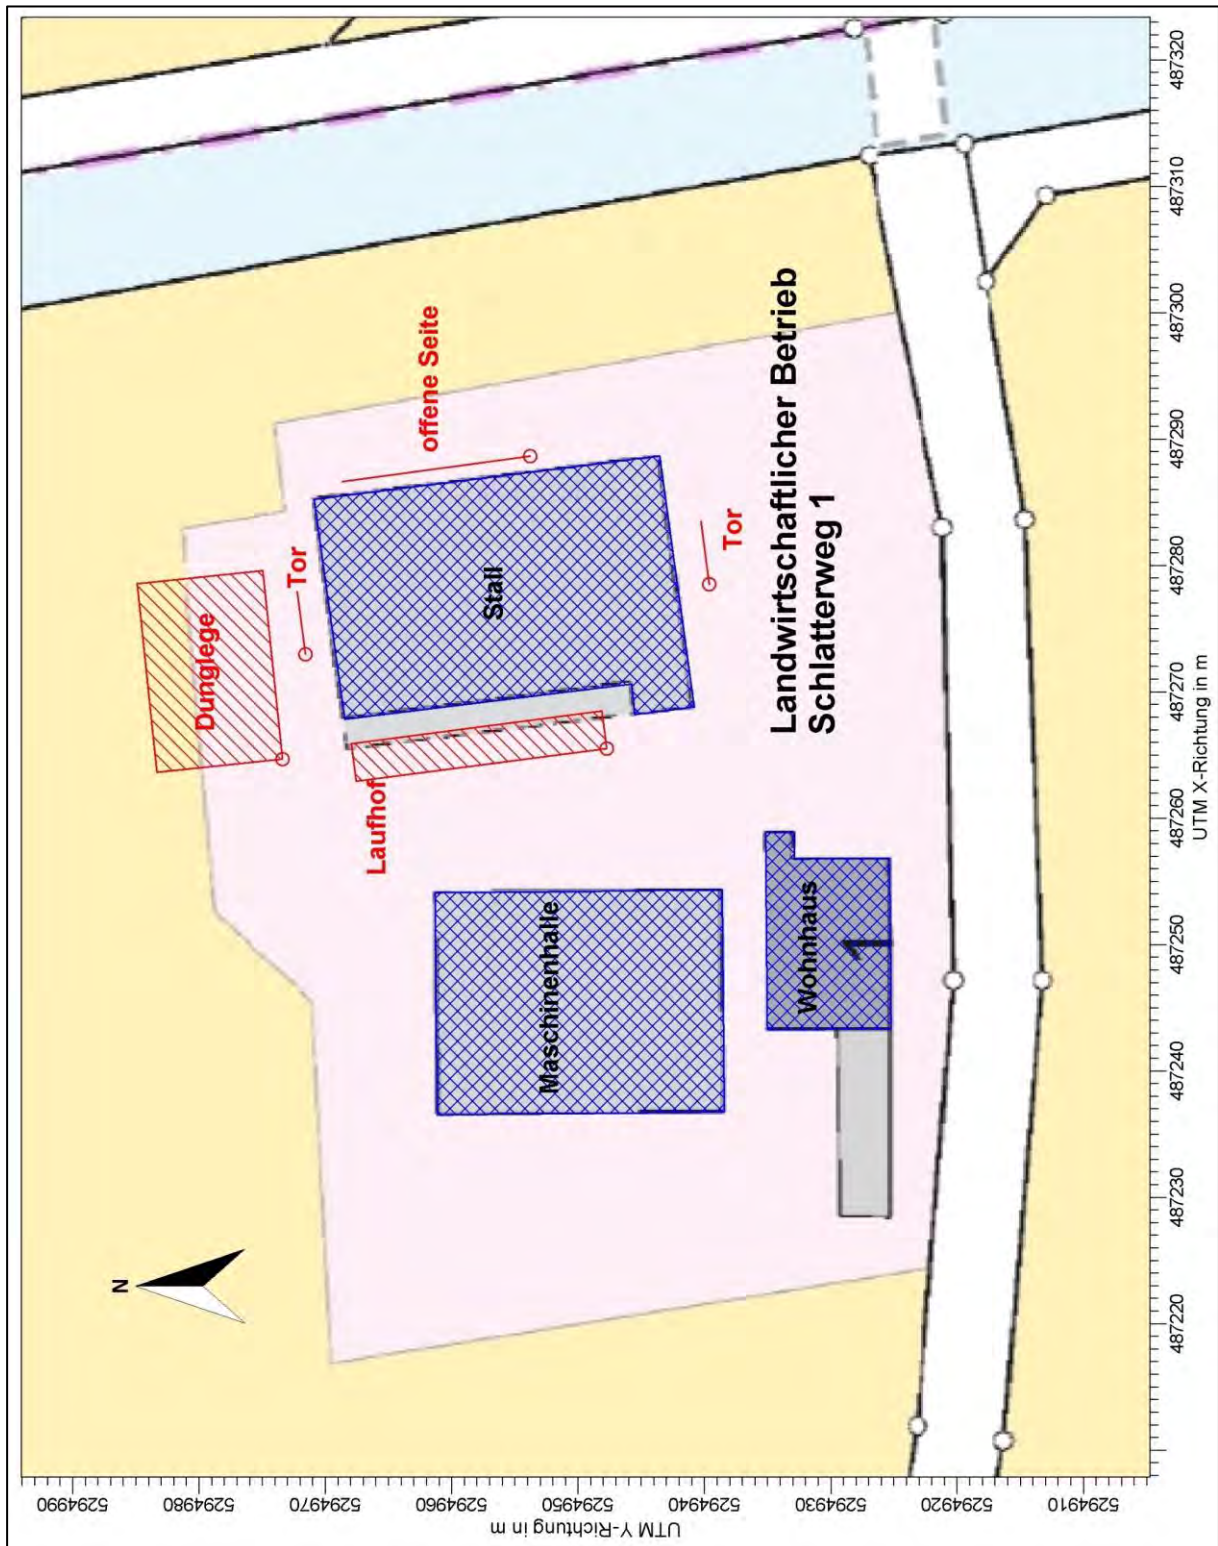 N
Dunglege
Tor
offene Seite
Stall
Laufhof
Tor
Maschinenhalle
Landwirtschaftlicher Betrieb
Schlatterweg 1
Wohnhaus
1
5294990
5294980
5294970
5294960
5294950
5294940
5294930
5294920
5294910
UTM Y-Richtung in m
487220
487230
487240
487250
487260
487270
487280
487290
487300
487310
487320
UTM X-Richtung in m